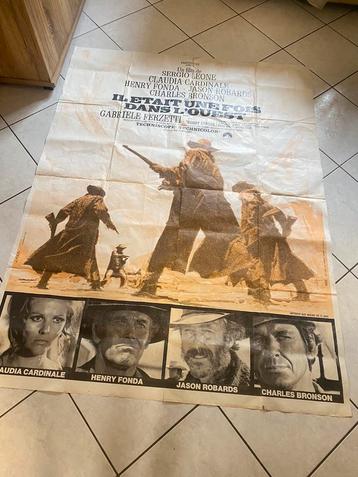 Un film de
SERGIO LEONE
CLAUDIA CARDINALE
HENRY FONDA JASON ROBARDS
CHARLES BRONSON
IL ETAIT UNE FOIS
DANS L'OUEST
GABRIELE FERZETTI
TECHNISCOPE TECHNICOLOR
AUDIA CARDINALE
HENRY FONDA
JASON ROBARDS
CHARLES BRONSON